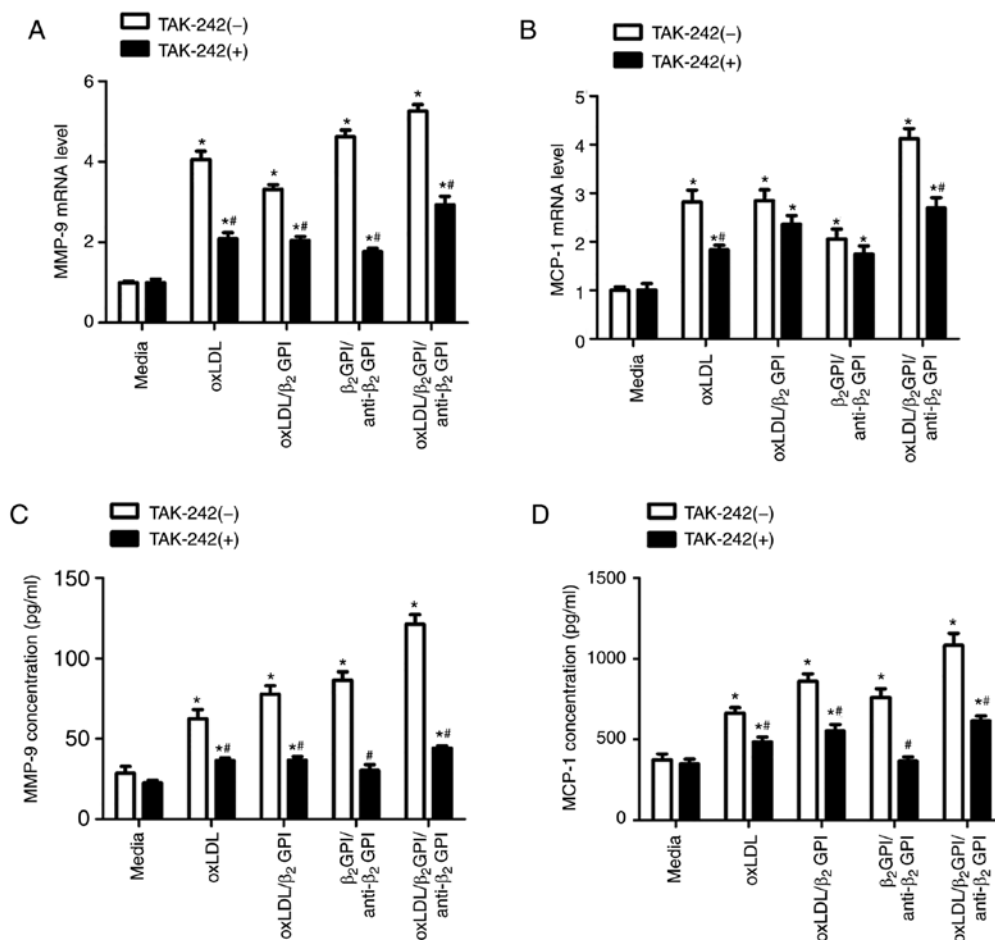 A
TAK-242(−)
TAK-242(+)
MMP-9 mRNA level
6
4
2
0
* *# * *# * *# * *#
Media
oxLDL
oxLDL/β₂ GPI
β₂GPI/
anti-β₂ GPI
oxLDL/β₂GPI/
anti-β₂ GPI
B
TAK-242(−)
TAK-242(+)
MCP-1 mRNA level
5
4
3
2
1
0
* *# * * * * * *#
Media
oxLDL
oxLDL/β₂ GPI
β₂GPI/
anti-β₂ GPI
oxLDL/β₂GPI/
anti-β₂ GPI
C
TAK-242(−)
TAK-242(+)
MMP-9 concentration (pg/ml)
150
100
50
0
* *# * *# * # * *#
Media
oxLDL
oxLDL/β₂ GPI
β₂GPI/
anti-β₂ GPI
oxLDL/β₂GPI/
anti-β₂ GPI
D
TAK-242(−)
TAK-242(+)
MCP-1 concentration (pg/ml)
1500
1000
500
0
* *# * *# * # * *#
Media
oxLDL
oxLDL/β₂ GPI
β₂GPI/
anti-β₂ GPI
oxLDL/β₂GPI/
anti-β₂ GPI